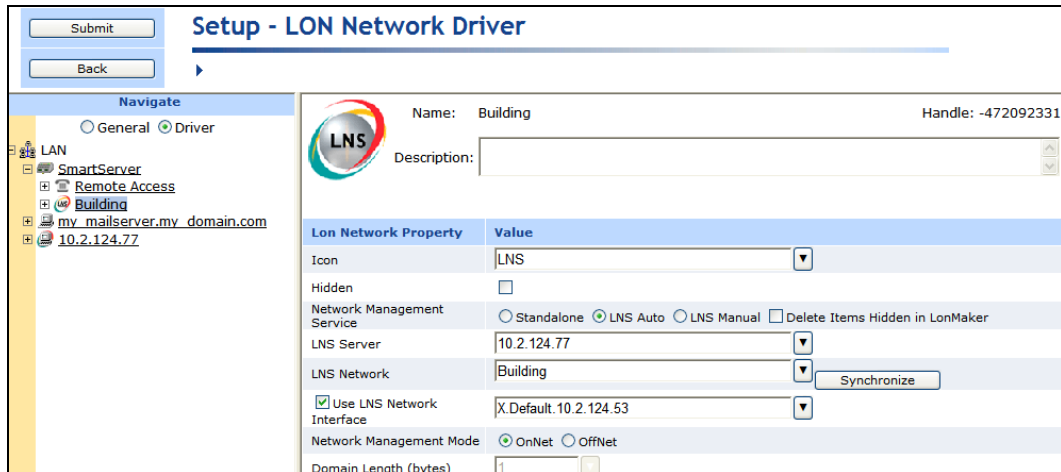 Submit
Setup - LON Network Driver
Back
Navigate
General Driver
LAN
SmartServer
Remote Access
Building
my_mailserver.my_domain.com
10.2.124.77
LNS
Name: Building Handle: -472092331
Description:
Lon Network Property Value
Icon LNS
Hidden
Network Management Service Standalone LNS Auto LNS Manual Delete Items Hidden in LonMaker
LNS Server 10.2.124.77
LNS Network Building Synchronize
Use LNS Network Interface X.Default.10.2.124.53
Network Management Mode OnNet OffNet
Domain Length (bytes) 1